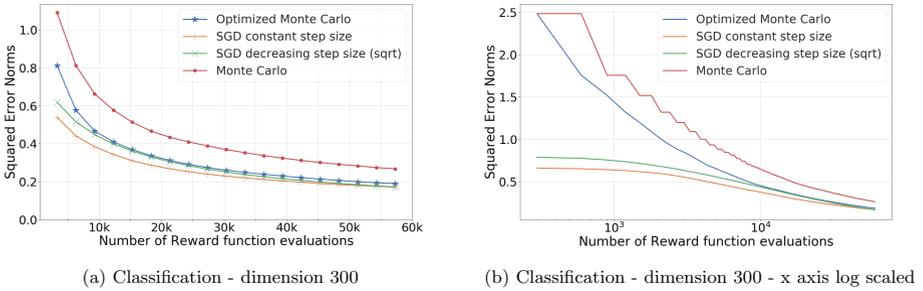 Squared Error Norms
1.0
0.8
0.6
0.4
0.2
0.0
Optimized Monte Carlo
SGD constant step size
SGD decreasing step size (sqrt)
Monte Carlo
10k 20k 30k 40k 50k 60k
Number of Reward function evaluations
(a) Classification - dimension 300
Squared Error Norms
2.5
2.0
1.5
1.0
0.5
Optimized Monte Carlo
SGD constant step size
SGD decreasing step size (sqrt)
Monte Carlo
10³ 10⁴
Number of Reward function evaluations
(b) Classification - dimension 300 - x axis log scaled